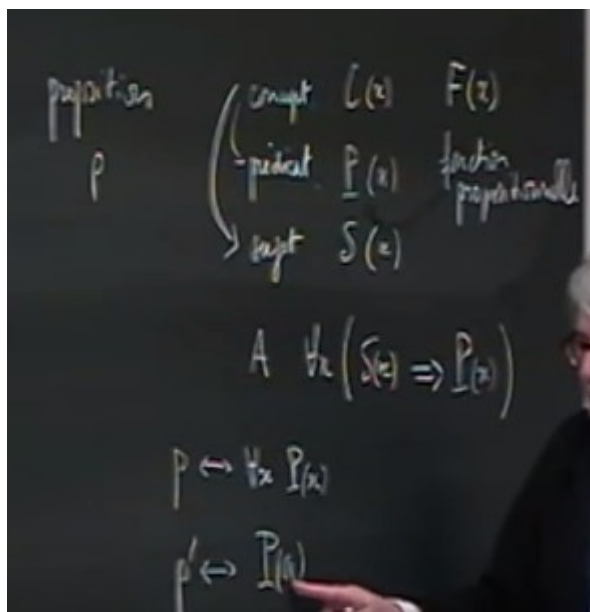 proposition concept C(x) F(x)
p prédicat P(x) fonction propositionnelle
sujet S(x)
A ∀x (S(x) ⇒ P(x))
p ↔ ∀x P(x)
p' ↔ P(a)